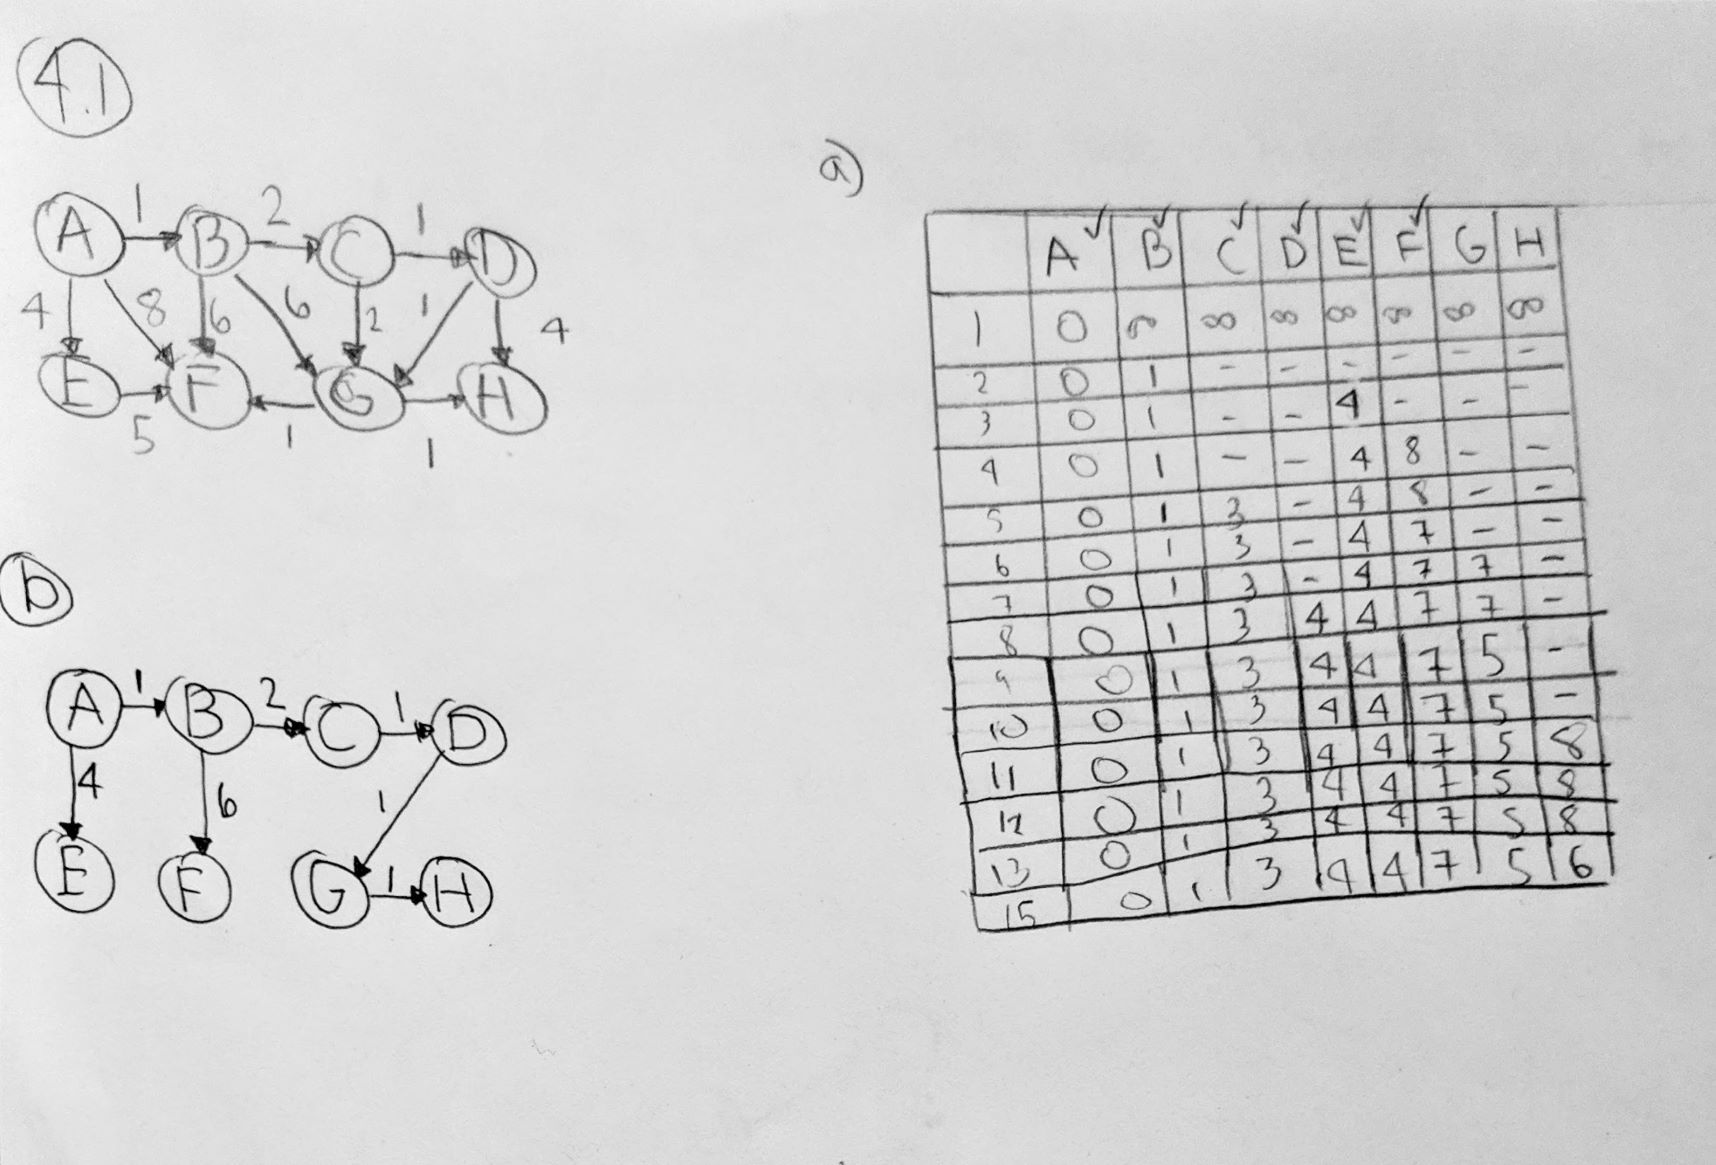 4.1
a)
1 2 1
A B C D
4 8 6 6 2 1 4
E F G H
5 1 1
A✓ B✓ C✓ D✓ E✓ F✓ G H
1 0 ∞ ∞ ∞ ∞ ∞ ∞ ∞
2 0 1 - - - - - -
3 0 1 - - 4 - - -
4 0 1 - - 4 8 - -
5 0 1 3 - 4 8 - -
6 0 1 3 - 4 7 - -
7 0 1 3 - 4 7 7 -
8 0 1 3 4 4 7 7 -
9 0 1 3 4 4 7 5 -
10 0 1 3 4 4 7 5 -
11 0 1 3 4 4 7 5 8
12 0 1 3 4 4 7 5 8
13 0 1 3 4 4 7 5 8
15 0 1 3 4 4 7 5 6
b
1 2 1
A B C D
4 6 1
E F G 1 H